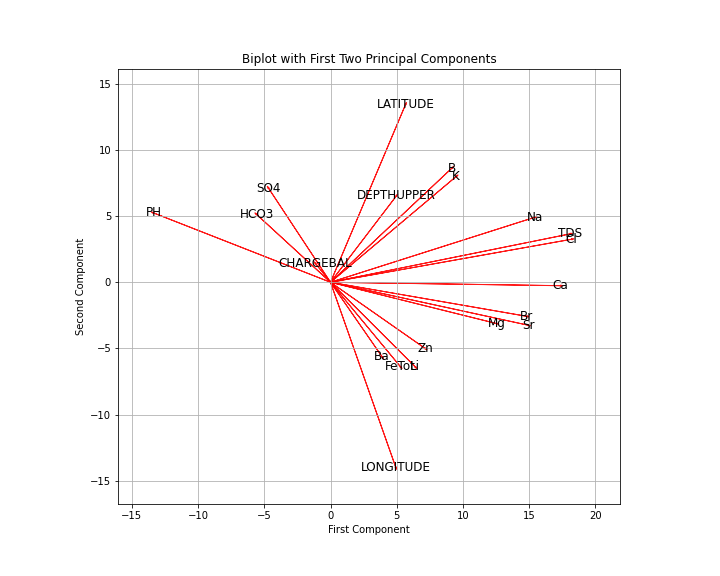 Biplot with First Two Principal Components
15
LATITUDE
10
B
K
SO4
DEPTHUPPER
PH
HCO3
5
Na
TDS
Cl
CHARGEBAL
0
Ca
Br
Mg
Sr
Zn
−5
Ba
FeTot
Li
−10
LONGITUDE
−15
Second Component
−15 −10 −5 0 5 10 15 20
First Component